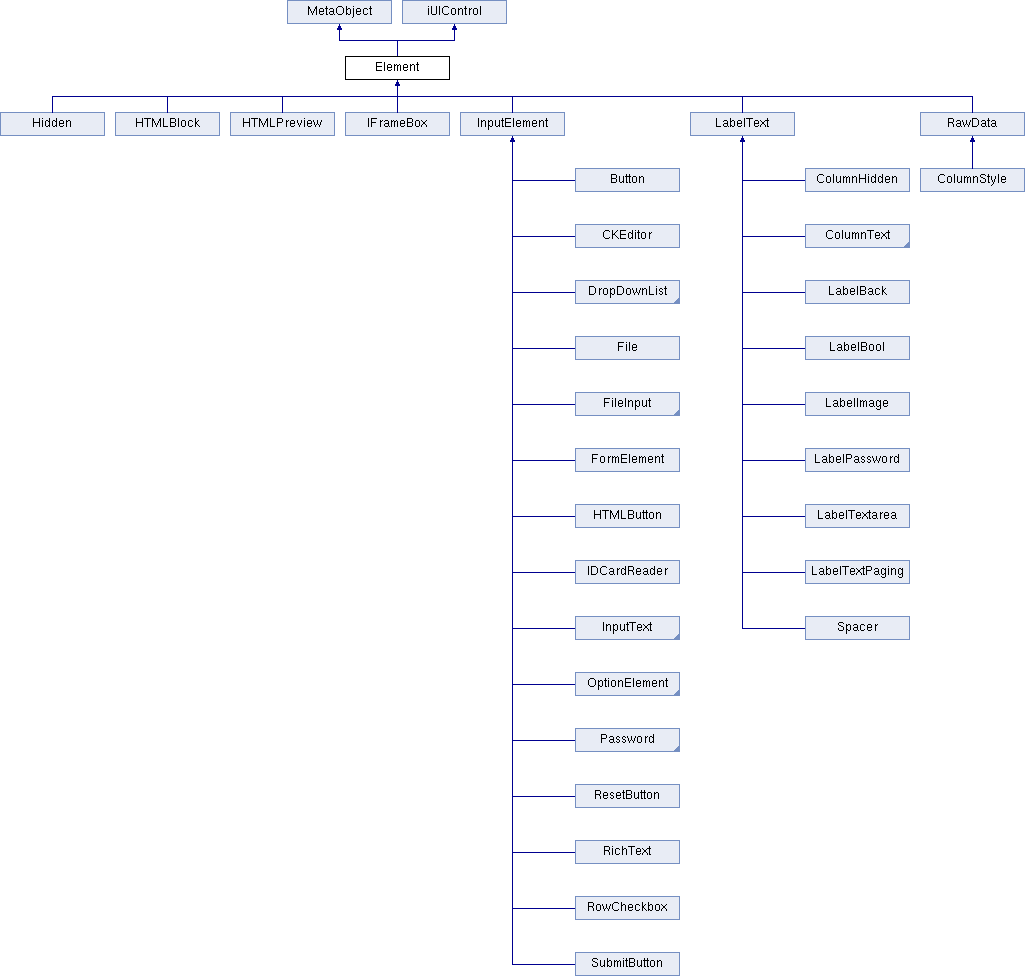 MetaObject
iUIControl
Element
Hidden
HTMLBlock
HTMLPreview
IFrameBox
InputElement
LabelText
RawData
Button
ColumnHidden
ColumnStyle
CKEditor
ColumnText
DropDownList
LabelBack
File
LabelBool
FileInput
LabelImage
FormElement
LabelPassword
HTMLButton
LabelTextarea
IDCardReader
LabelTextPaging
InputText
Spacer
OptionElement
Password
ResetButton
RichText
RowCheckbox
SubmitButton